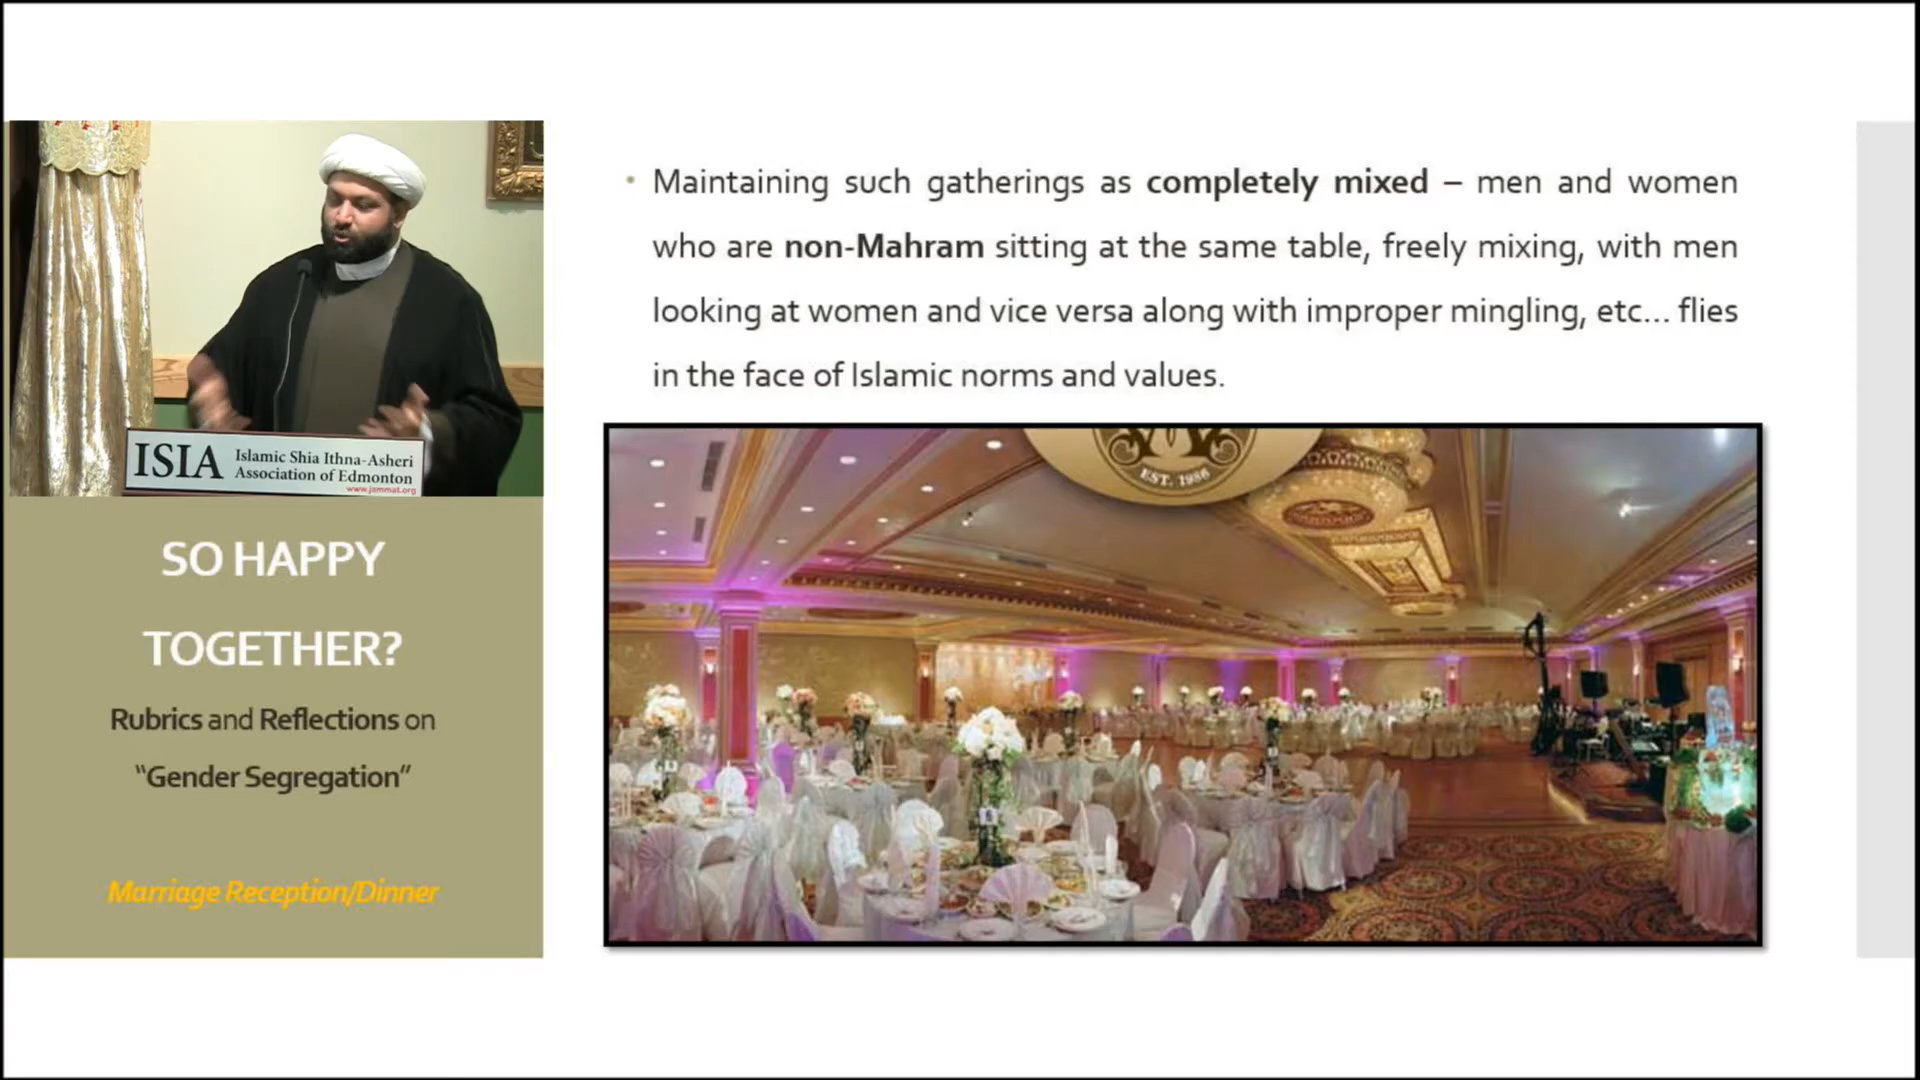 ISIA Islamic Shia Ithna-Asheri
Association of Edmonton
www.jammat.org
SO HAPPY
TOGETHER?
Rubrics and Reflections on
“Gender Segregation”
Marriage Reception/Dinner
• Maintaining such gatherings as completely mixed – men and women
who are non-Mahram sitting at the same table, freely mixing, with men
looking at women and vice versa along with improper mingling, etc... flies
in the face of Islamic norms and values.
EST. 1986